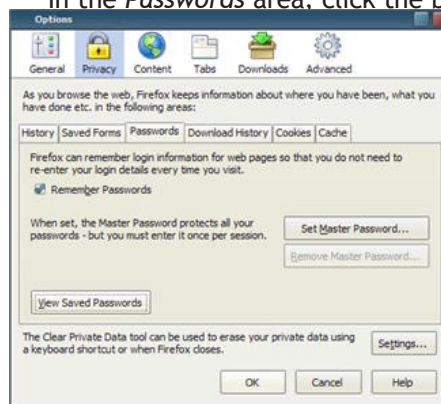 In the Passwords area, click the
Options
General Privacy Content Tabs Downloads Advanced
As you browse the web, Firefox keeps information about where you have been, what you
have done etc. in the following areas:
History Saved Forms Passwords Download History Cookies Cache
Firefox can remember login information for web pages so that you do not need to
re-enter your login details every time you visit.
Remember Passwords
When set, the Master Password protects all your
passwords - but you must enter it once per session.
Set Master Password...
Remove Master Password...
View Saved Passwords
The Clear Private Data tool can be used to erase your private data using
a keyboard shortcut or when Firefox closes.
Settings...
OK Cancel Help